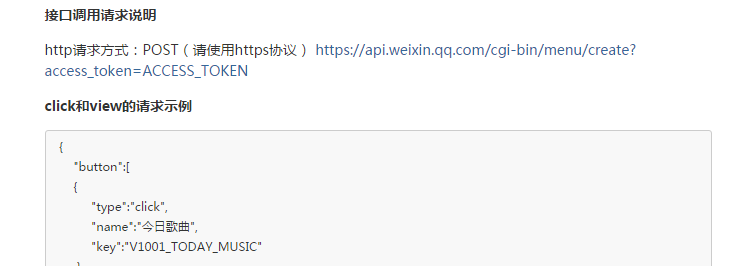 接口调用请求说明
http请求方式：POST（请使用https协议） https://api.weixin.qq.com/cgi-bin/menu/create?
access_token=ACCESS_TOKEN
click和view的请求示例
{
"button":[
{
"type":"click",
"name":"今日歌曲",
"key":"V1001_TODAY_MUSIC"
}